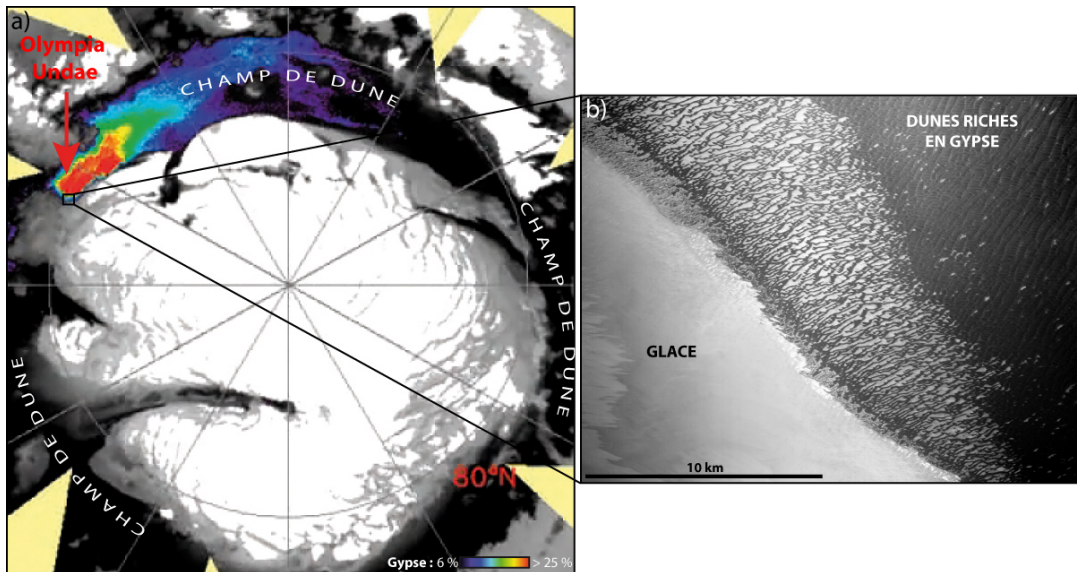 a)
Olympia
Undae
CHAMP DE DUNE
CHAMP DE DUNE
CHAMP DE DUNE
80°N
Gypse : 6 % > 25 %
b)
DUNES RICHES
EN GYPSE
GLACE
10 km